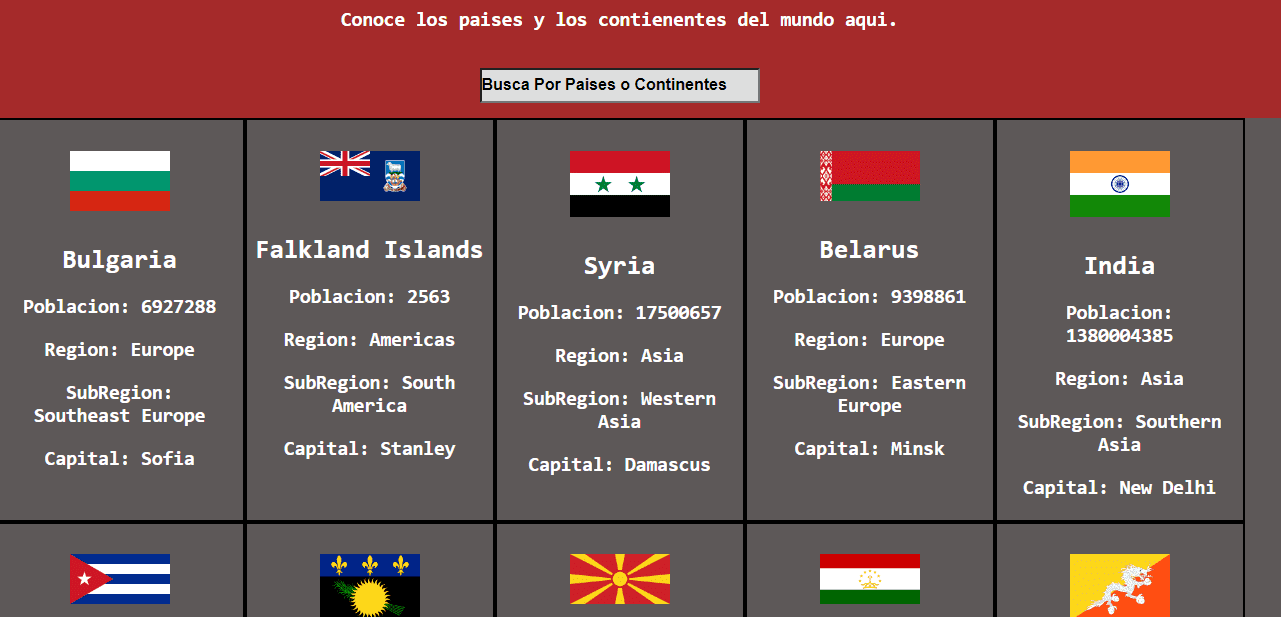 Conoce los paises y los contienentes del mundo aqui.
Busca Por Paises o Continentes
Bulgaria
Poblacion: 6927288
Region: Europe
SubRegion:
Southeast Europe
Capital: Sofia
Falkland Islands
Poblacion: 2563
Region: Americas
SubRegion: South
America
Capital: Stanley
Syria
Poblacion: 17500657
Region: Asia
SubRegion: Western
Asia
Capital: Damascus
Belarus
Poblacion: 9398861
Region: Europe
SubRegion: Eastern
Europe
Capital: Minsk
India
Poblacion:
1380004385
Region: Asia
SubRegion: Southern
Asia
Capital: New Delhi